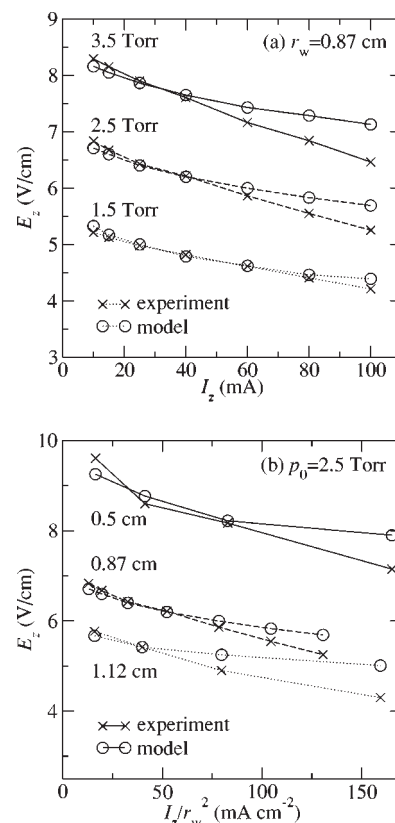 9
(a) r_w=0.87 cm
3.5 Torr
8
7
2.5 Torr
E_z (V/cm)
6
1.5 Torr
5
4
×····× experiment
○····○ model
3
0 20 40 60 80 100
I_z (mA)
10
(b) p_0=2.5 Torr
8
0.5 cm
E_z (V/cm)
0.87 cm
6
1.12 cm
4
×—× experiment
○—○ model
0 50 100 150
I_z/r_w^2 (mA cm^-2)